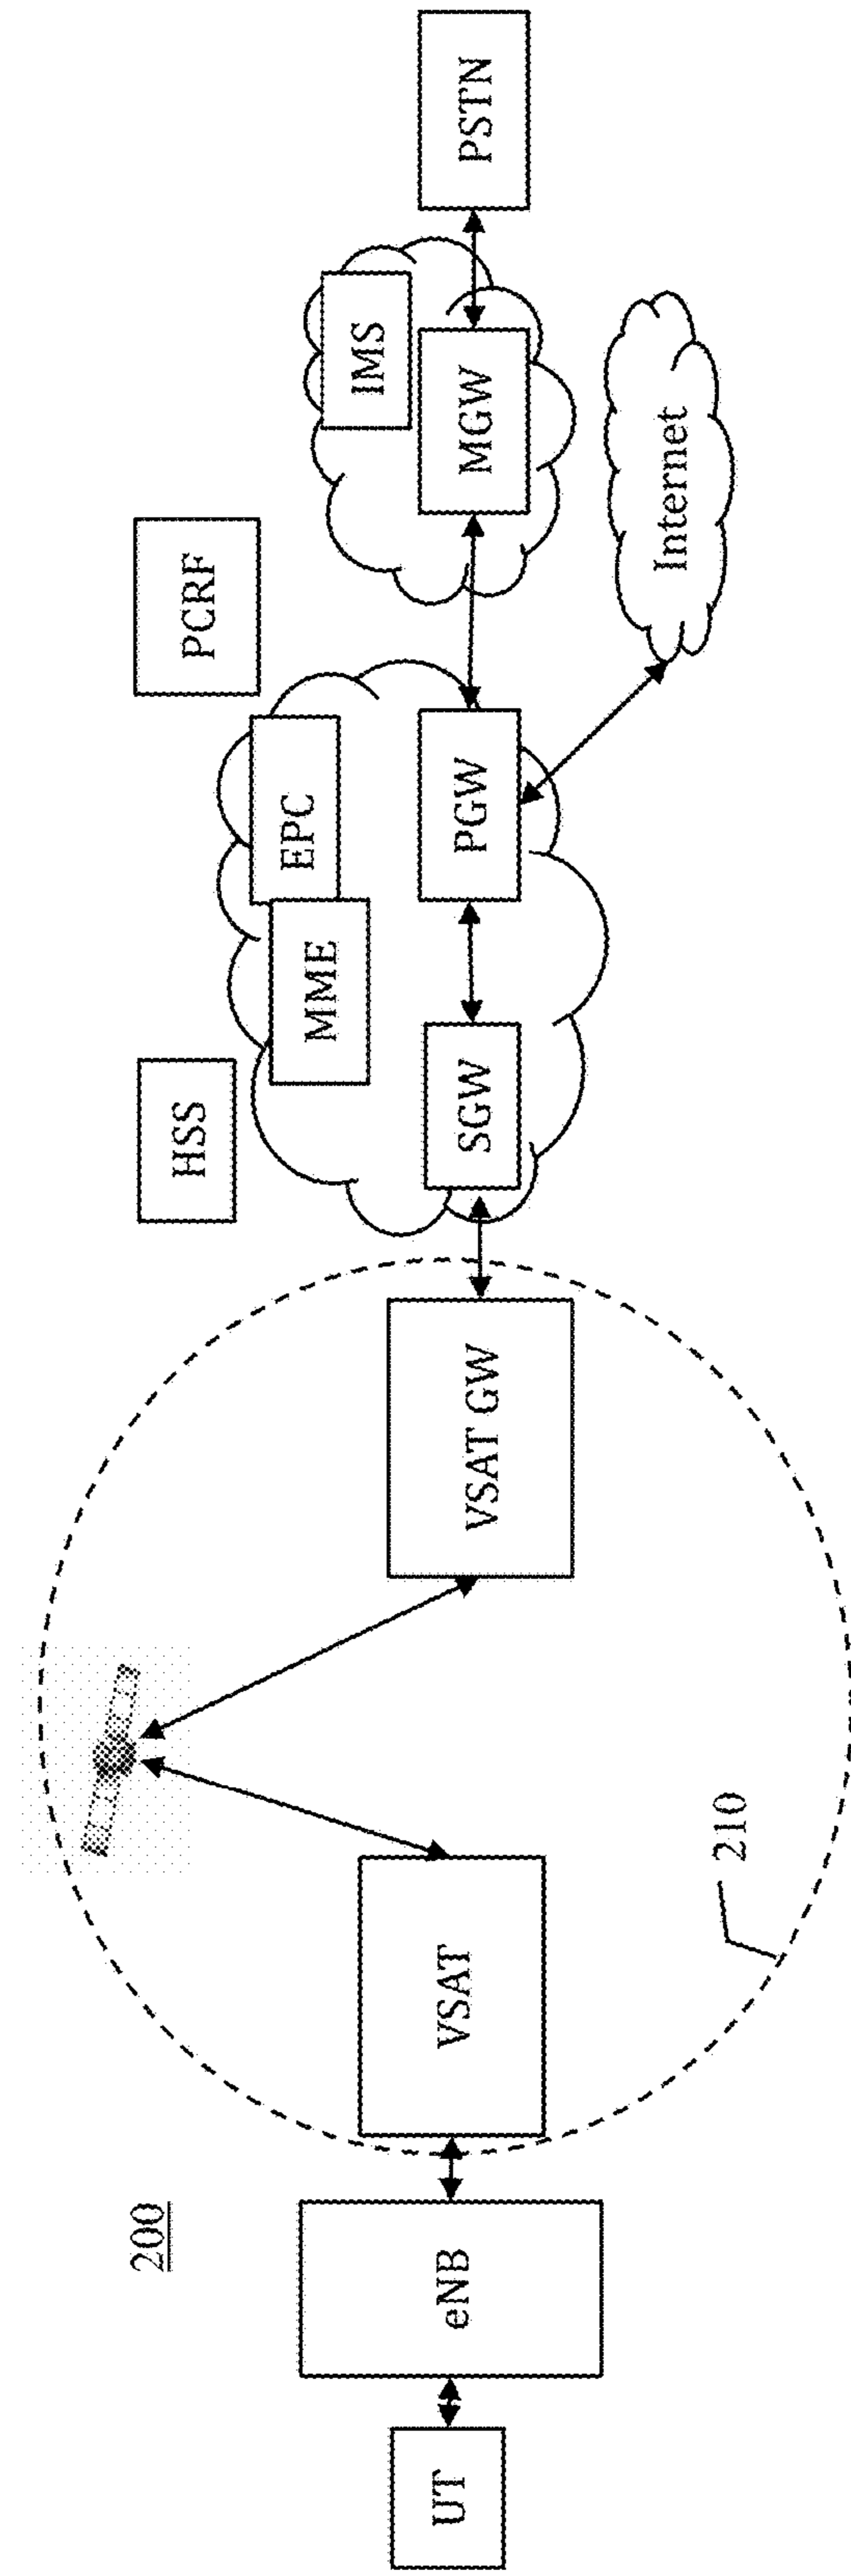 200
UT
eNB
VSAT
210
VSAT GW
HSS
SGW
MME
EPC
PGW
PCRF
Internet
IMS
MGW
PSTN